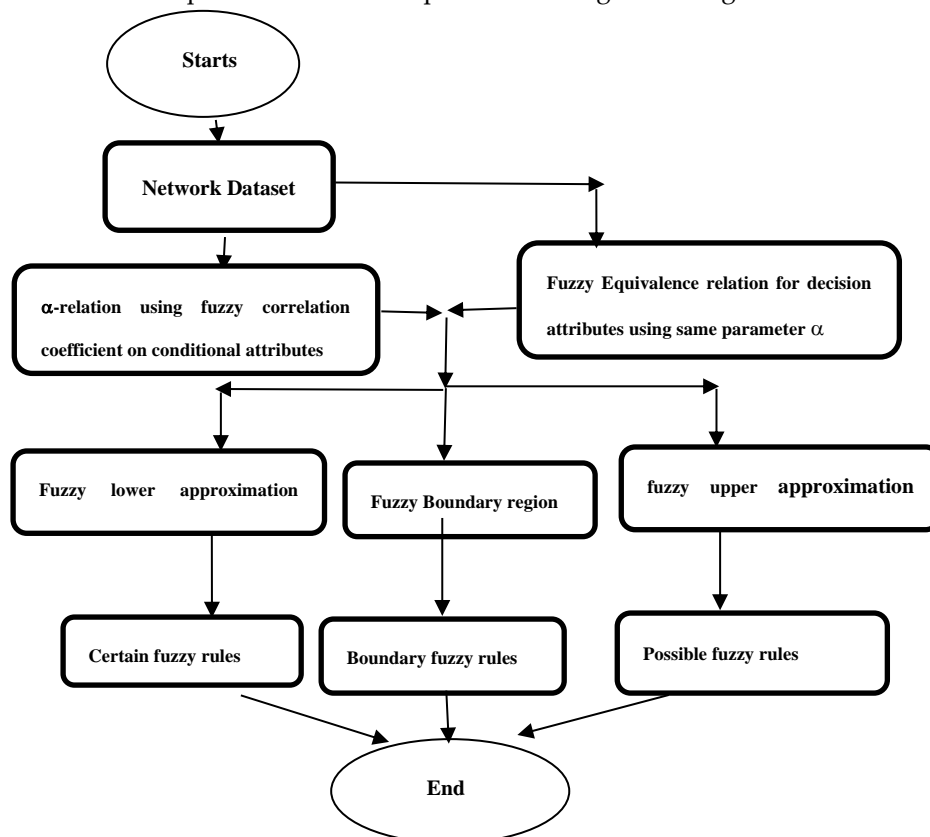 Starts
Network Dataset
α-relation using fuzzy correlation
coefficient on conditional attributes
Fuzzy Equivalence relation for decision
attributes using same parameter α
Fuzzy lower approximation
Fuzzy Boundary region
fuzzy upper approximation
Certain fuzzy rules
Boundary fuzzy rules
Possible fuzzy rules
End